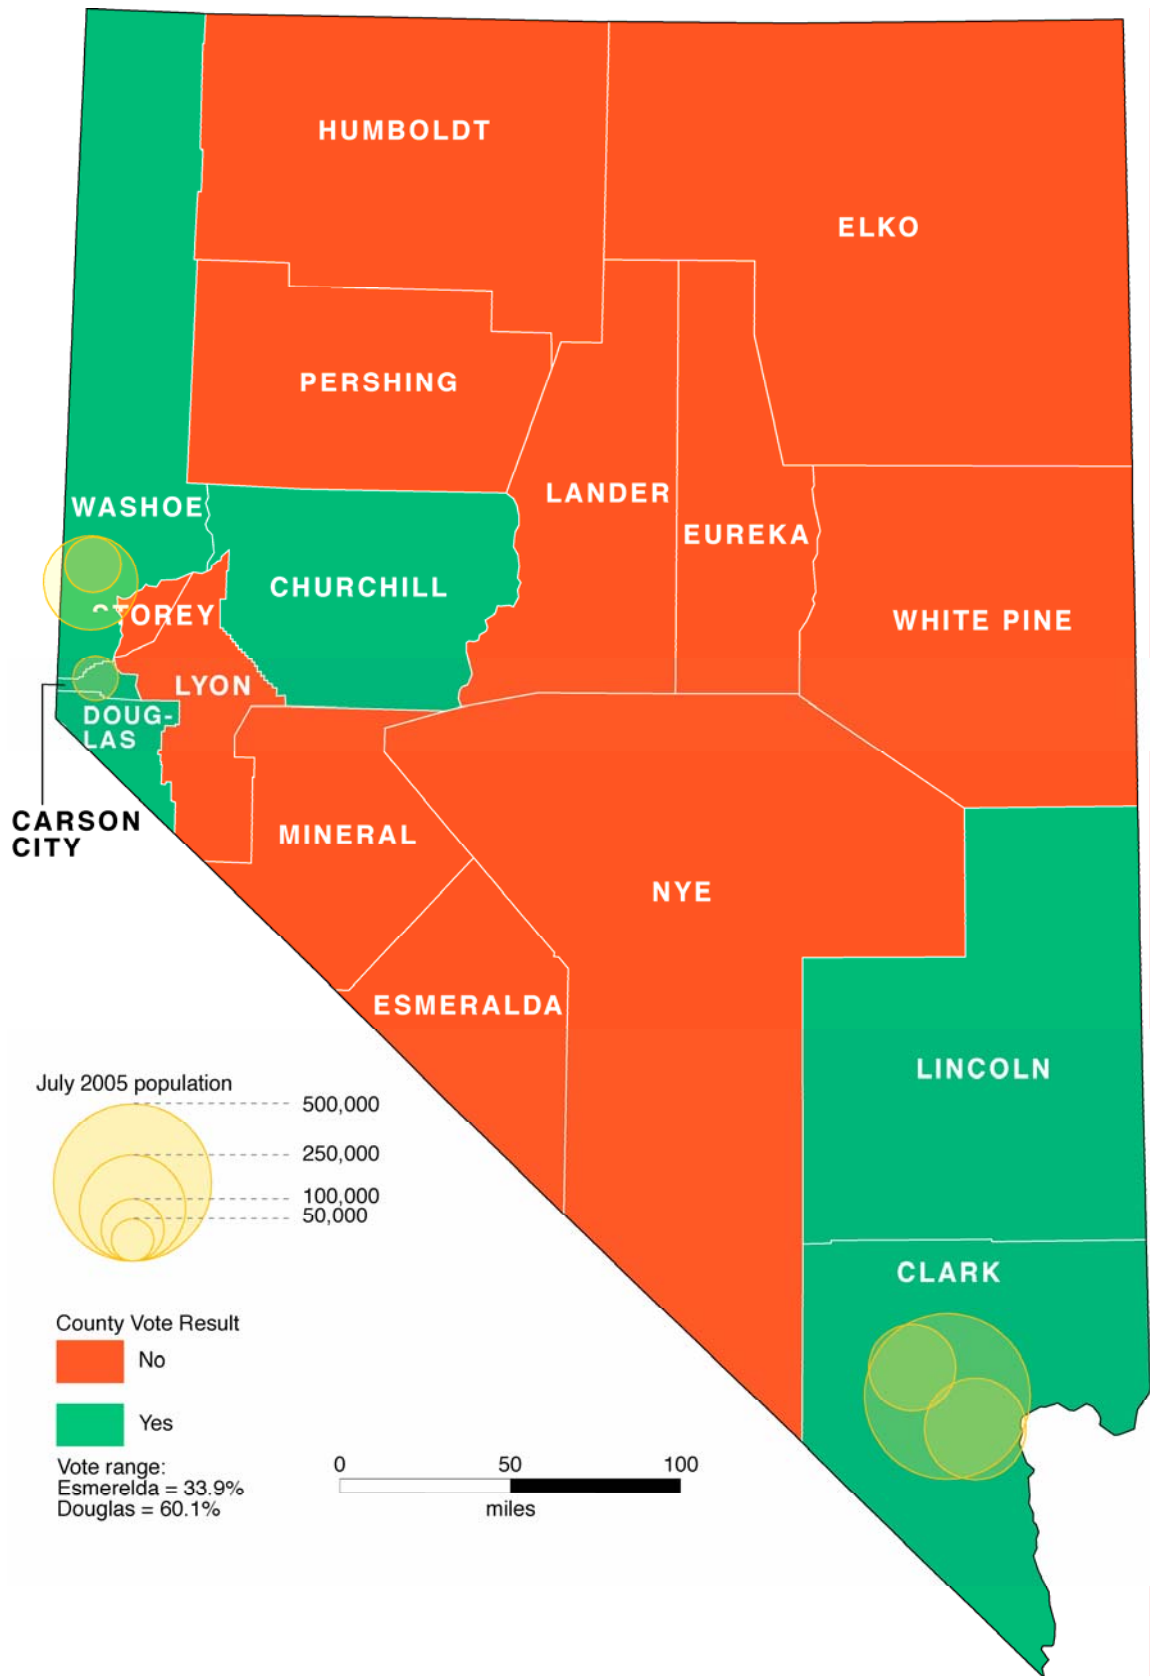 HUMBOLDT
ELKO
PERSHING
LANDER
WASHOE
EUREKA
CHURCHILL
STOREY
WHITE PINE
LYON
DOUG-
LAS
CARSON
CITY
MINERAL
NYE
ESMERALDA
LINCOLN
July 2005 population
500,000
250,000
100,000
50,000
CLARK
County Vote Result
No
Yes
Vote range:
Esmerelda = 33.9%
Douglas = 60.1%
0 50 100
miles